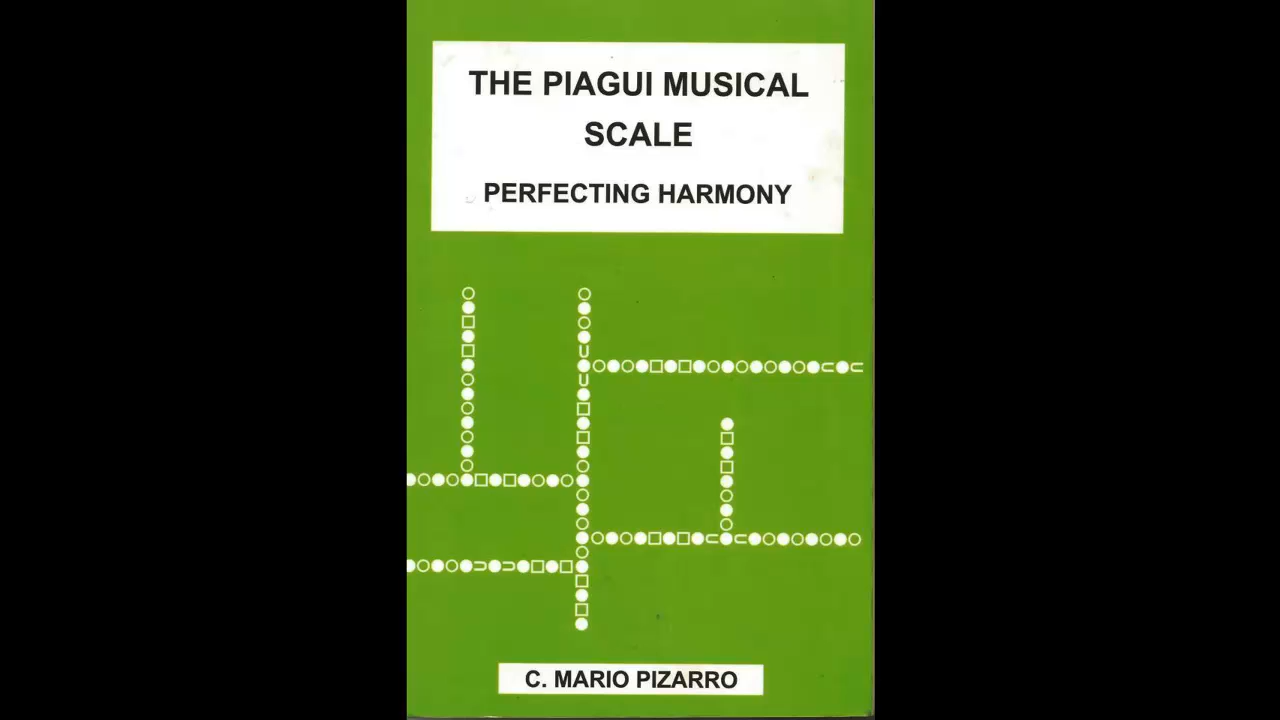 THE PIAGUI MUSICAL
SCALE
PERFECTING HARMONY
C. MARIO PIZARRO